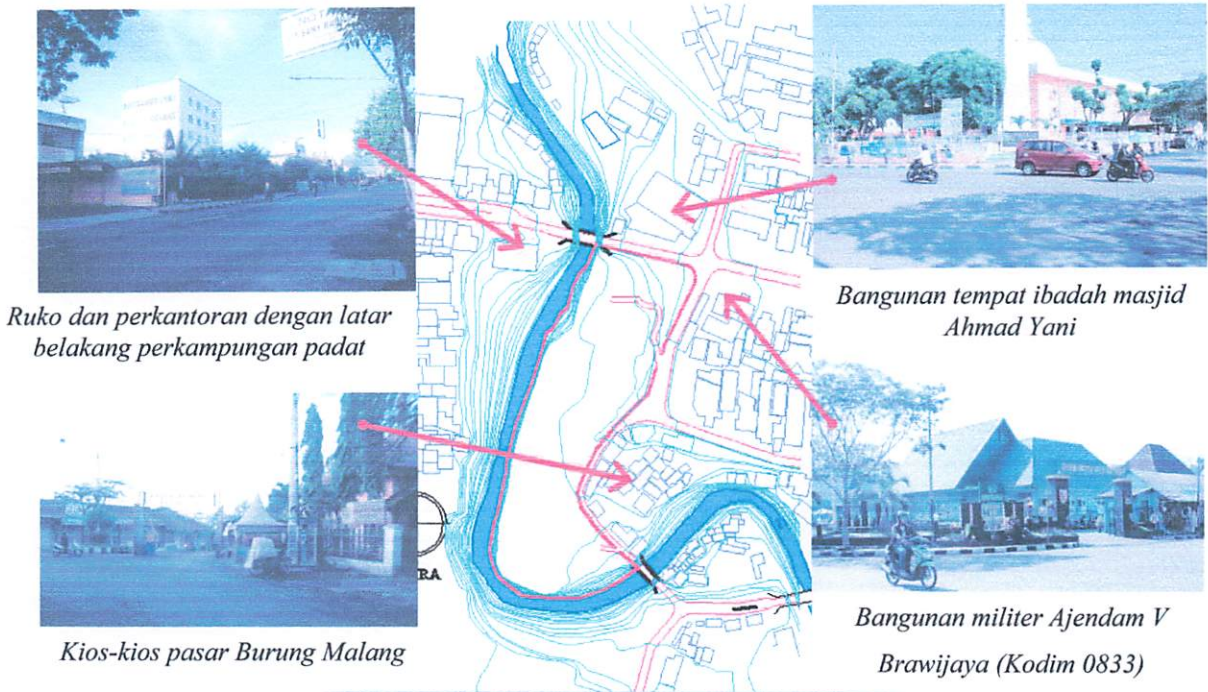 Ruko dan perkantoran dengan latar
belakang perkampungan padat
Bangunan tempat ibadah masjid
Ahmad Yani
RA
Kios-kios pasar Burung Malang
Bangunan militer Ajendam V
Brawijaya (Kodim 0833)